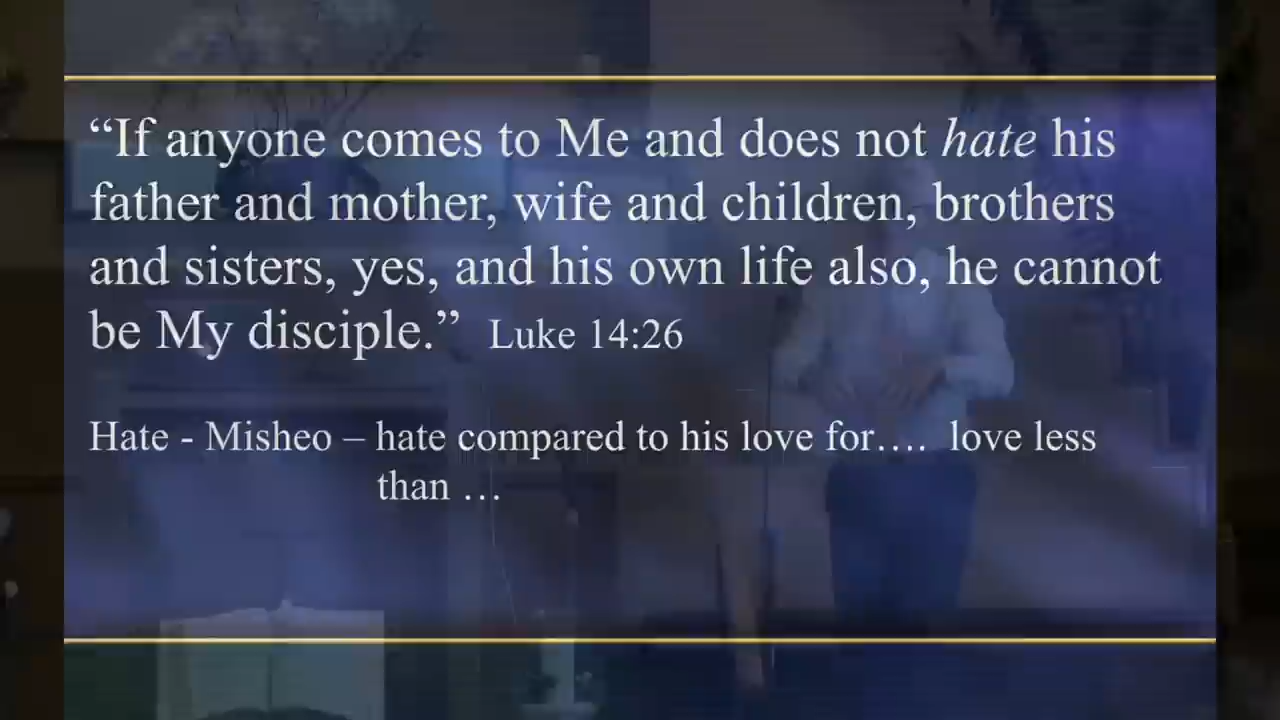 “If anyone comes to Me and does not hate his
father and mother, wife and children, brothers
and sisters, yes, and his own life also, he cannot
be My disciple.” Luke 14:26
Hate - Misheo – hate compared to his love for…. love less
than …